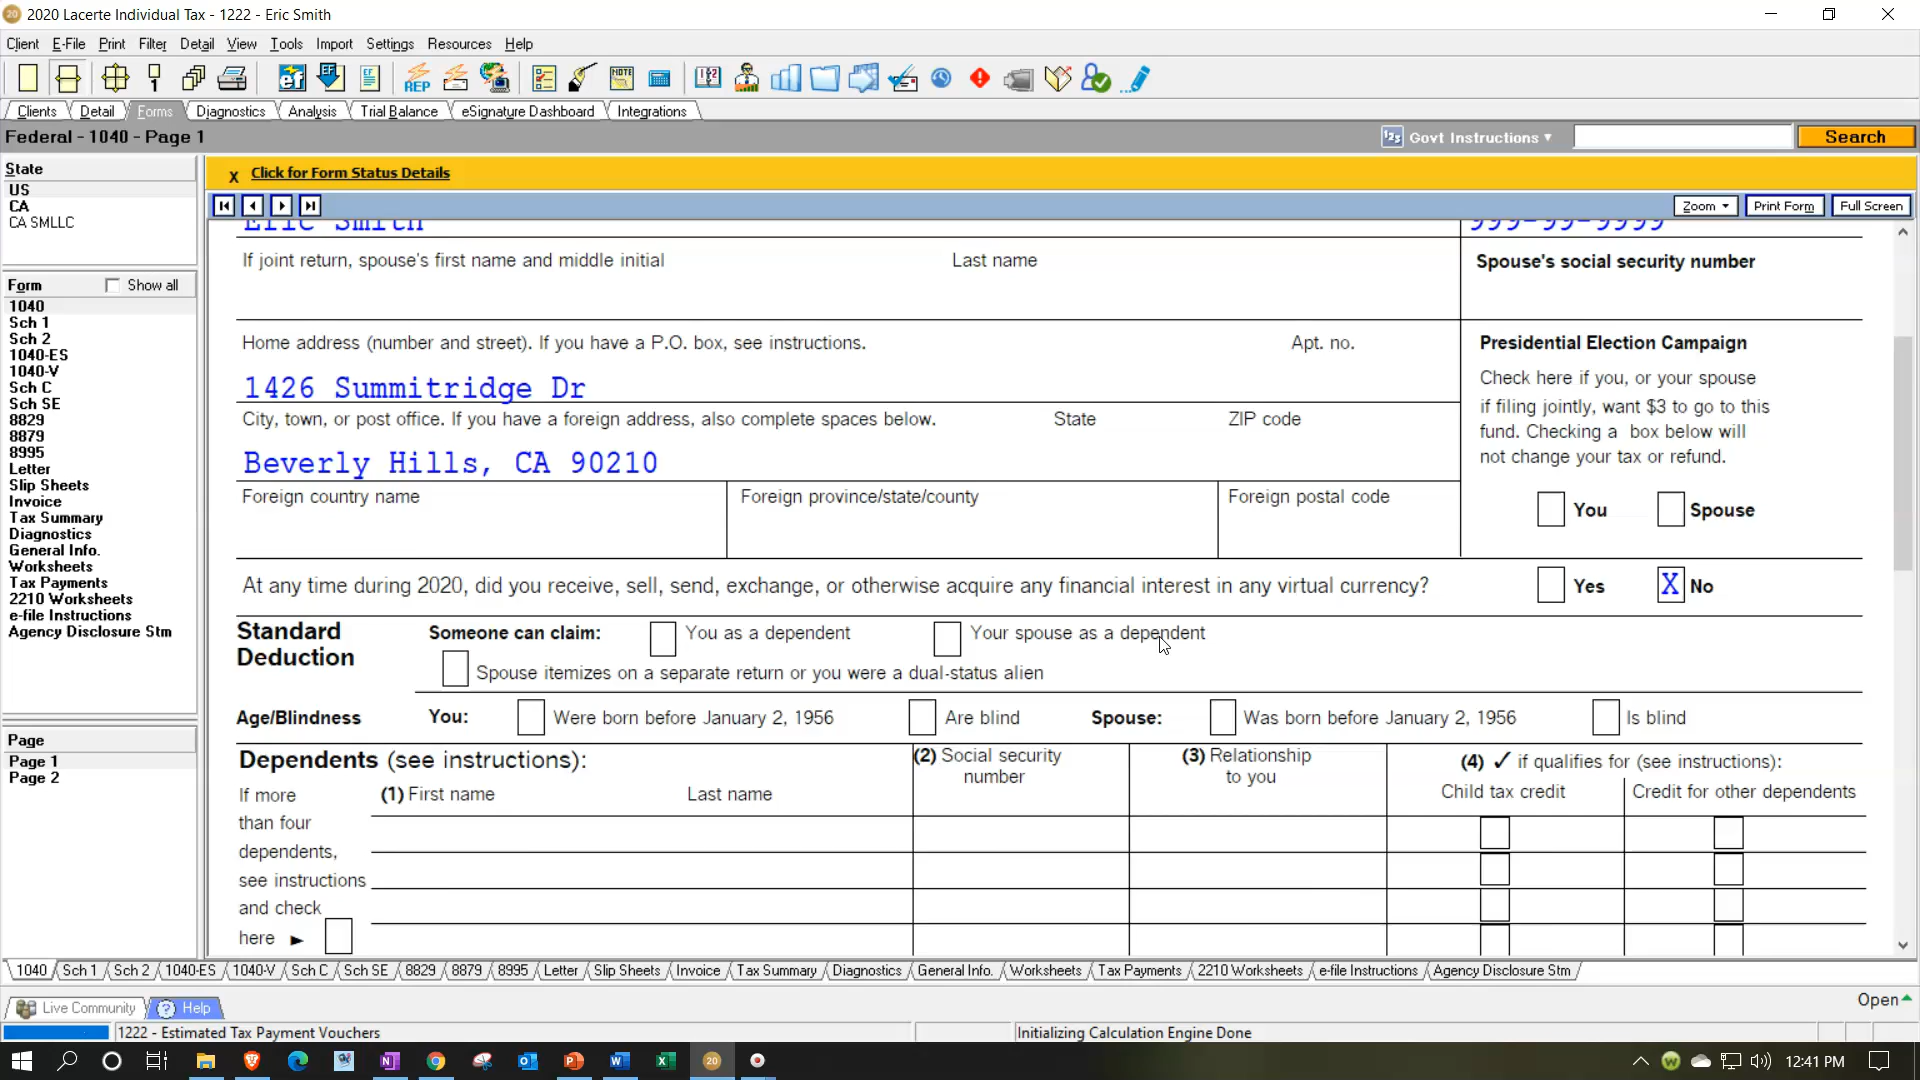 2020 Lacerte Individual Tax - 1222 - Eric Smith
Client E-File Print Filter Detail View Tools Import Settings Resources Help
Clients Detail Forms Diagnostics Analysis Trial Balance eSignature Dashboard Integrations
Federal - 1040 - Page 1
Govt Instructions
Search
State
US
CA
CA SMLLC
Form Show all
1040
Sch 1
Sch 2
1040-ES
1040-V
Sch C
Sch SE
8829
8879
8995
Letter
Slip Sheets
Invoice
Tax Summary
Diagnostics
General Info.
Worksheets
Tax Payments
2210 Worksheets
e-file Instructions
Agency Disclosure Stm
Page
Page 1
Page 2
x Click for Form Status Details
Zoom Print Form Full Screen
Eric Smith 999-99-9999
If joint return, spouse's first name and middle initial Last name Spouse's social security number
Home address (number and street). If you have a P.O. box, see instructions. Apt. no.
1426 Summitridge Dr
City, town, or post office. If you have a foreign address, also complete spaces below. State ZIP code
Beverly Hills, CA 90210
Foreign country name Foreign province/state/county Foreign postal code
Presidential Election Campaign
Check here if you, or your spouse
if filing jointly, want $3 to go to this
fund. Checking a box below will
not change your tax or refund.
You Spouse
At any time during 2020, did you receive, sell, send, exchange, or otherwise acquire any financial interest in any virtual currency? Yes X No
Standard
Deduction
Someone can claim: You as a dependent Your spouse as a dependent
Spouse itemizes on a separate return or you were a dual-status alien
Age/Blindness You: Were born before January 2, 1956 Are blind Spouse: Was born before January 2, 1956 Is blind
Dependents (see instructions):
(2) Social security
number
(3) Relationship
to you
(4) ✓ if qualifies for (see instructions):
Child tax credit Credit for other dependents
(1) First name Last name
If more
than four
dependents,
see instructions
and check
here ►
1040 Sch 1 Sch 2 1040-ES 1040-V Sch C Sch SE 8829 8879 8995 Letter Slip Sheets Invoice Tax Summary Diagnostics General Info. Worksheets Tax Payments 2210 Worksheets e-file Instructions Agency Disclosure Stm
Live Community Help
Open
1222 - Estimated Tax Payment Vouchers
Initializing Calculation Engine Done
12:41 PM